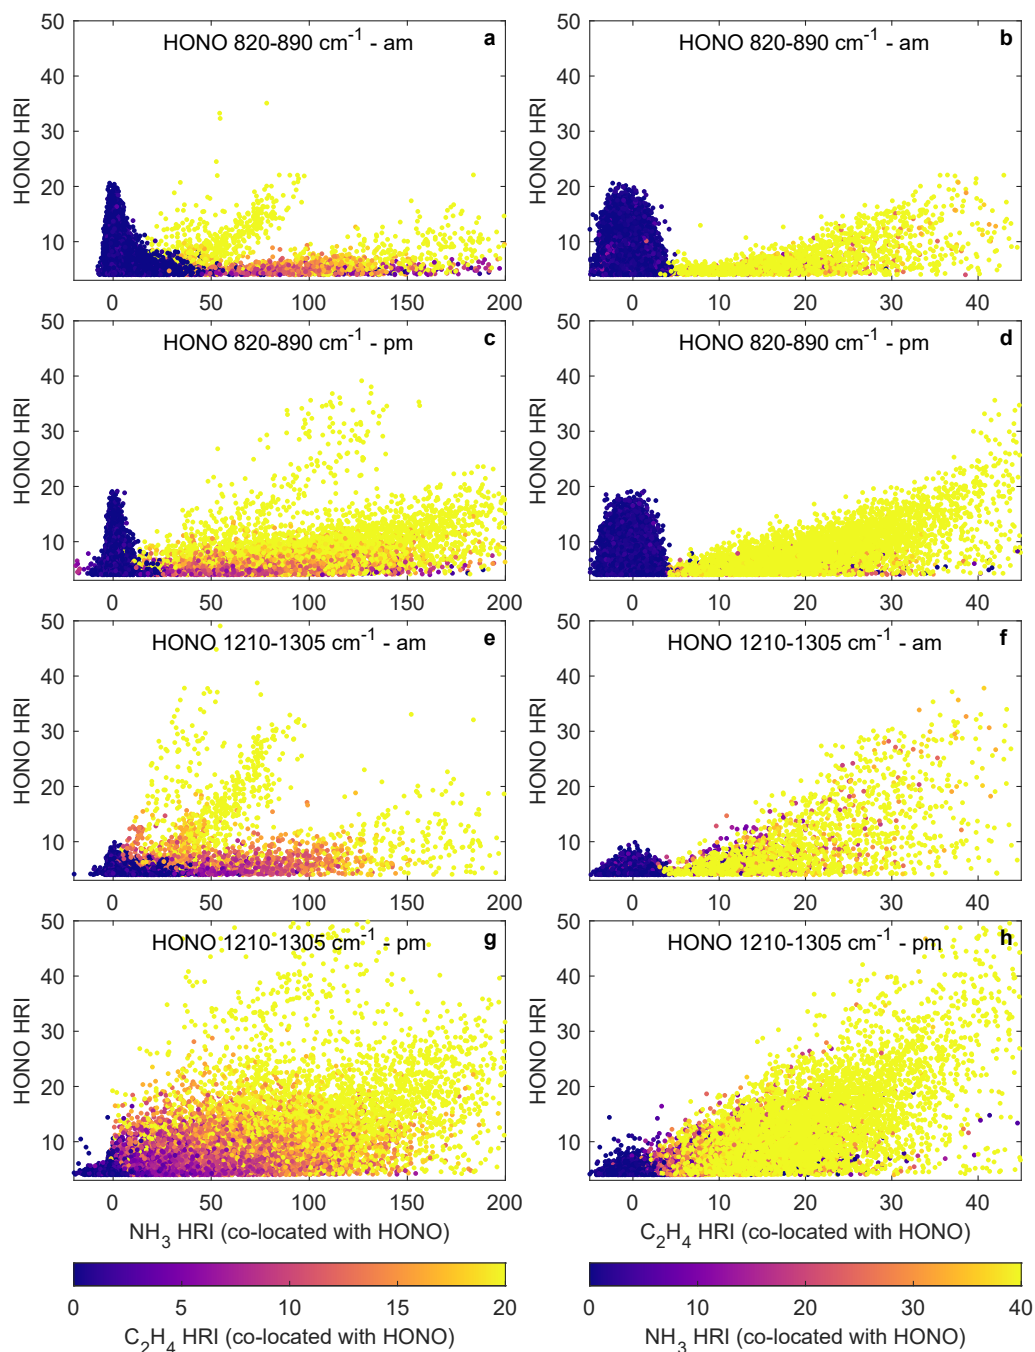 HONO 820-890 cm-1 - am a
HONO HRI
50
40
30
20
10
0 50 100 150 200
HONO 820-890 cm-1 - am b
HONO HRI
50
40
30
20
10
0 10 20 30 40
HONO 820-890 cm-1 - pm c
HONO HRI
50
40
30
20
10
0 50 100 150 200
HONO 820-890 cm-1 - pm d
HONO HRI
50
40
30
20
10
0 10 20 30 40
HONO 1210-1305 cm-1 - am e
HONO HRI
50
40
30
20
10
0 50 100 150 200
HONO 1210-1305 cm-1 - am f
HONO HRI
50
40
30
20
10
0 10 20 30 40
HONO 1210-1305 cm-1 - pm g
HONO HRI
50
40
30
20
10
0 50 100 150 200
NH3 HRI (co-located with HONO)
HONO 1210-1305 cm-1 - pm h
HONO HRI
50
40
30
20
10
0 10 20 30 40
C2H4 HRI (co-located with HONO)
0 5 10 15 20
C2H4 HRI (co-located with HONO)
0 10 20 30 40
NH3 HRI (co-located with HONO)